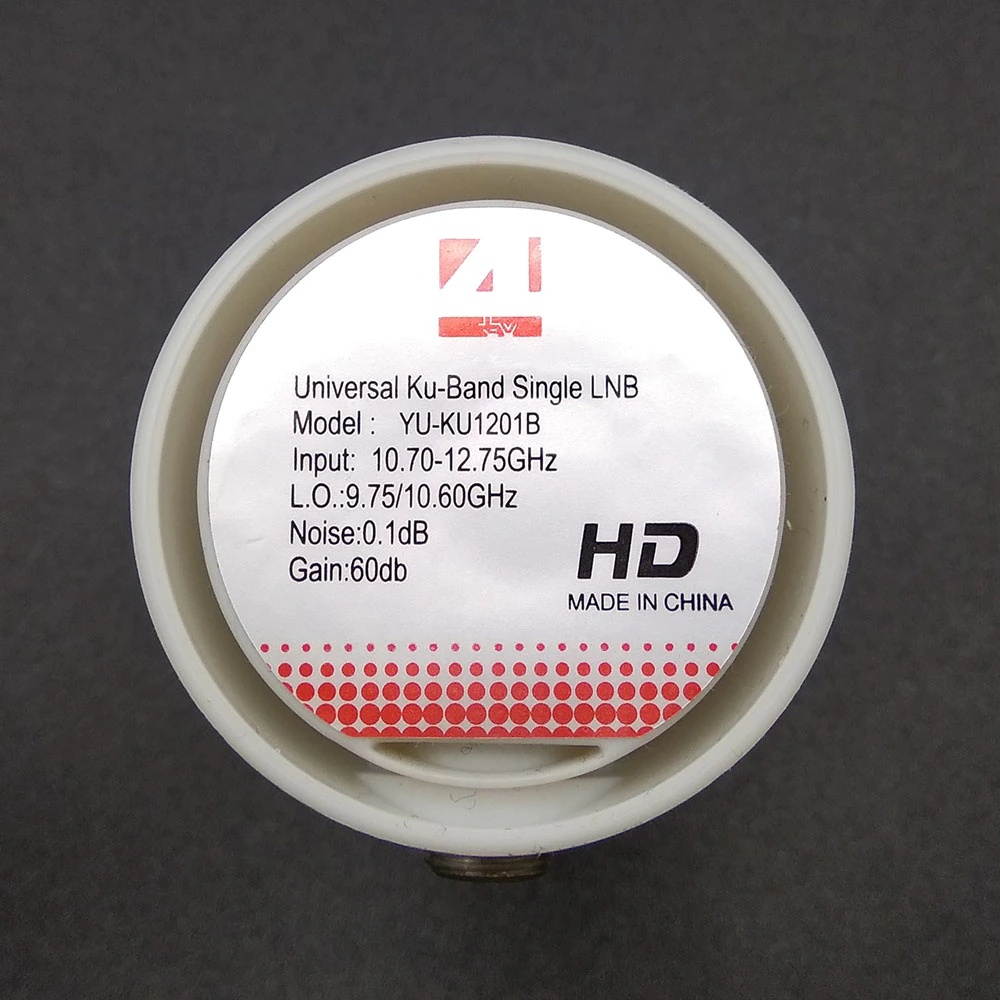 Universal Ku-Band Single LNB
Model : YU-KU1201B
Input: 10.70-12.75GHz
L.O.:9.75/10.60GHz
Noise:0.1dB
Gain:60db
HD
MADE IN CHINA